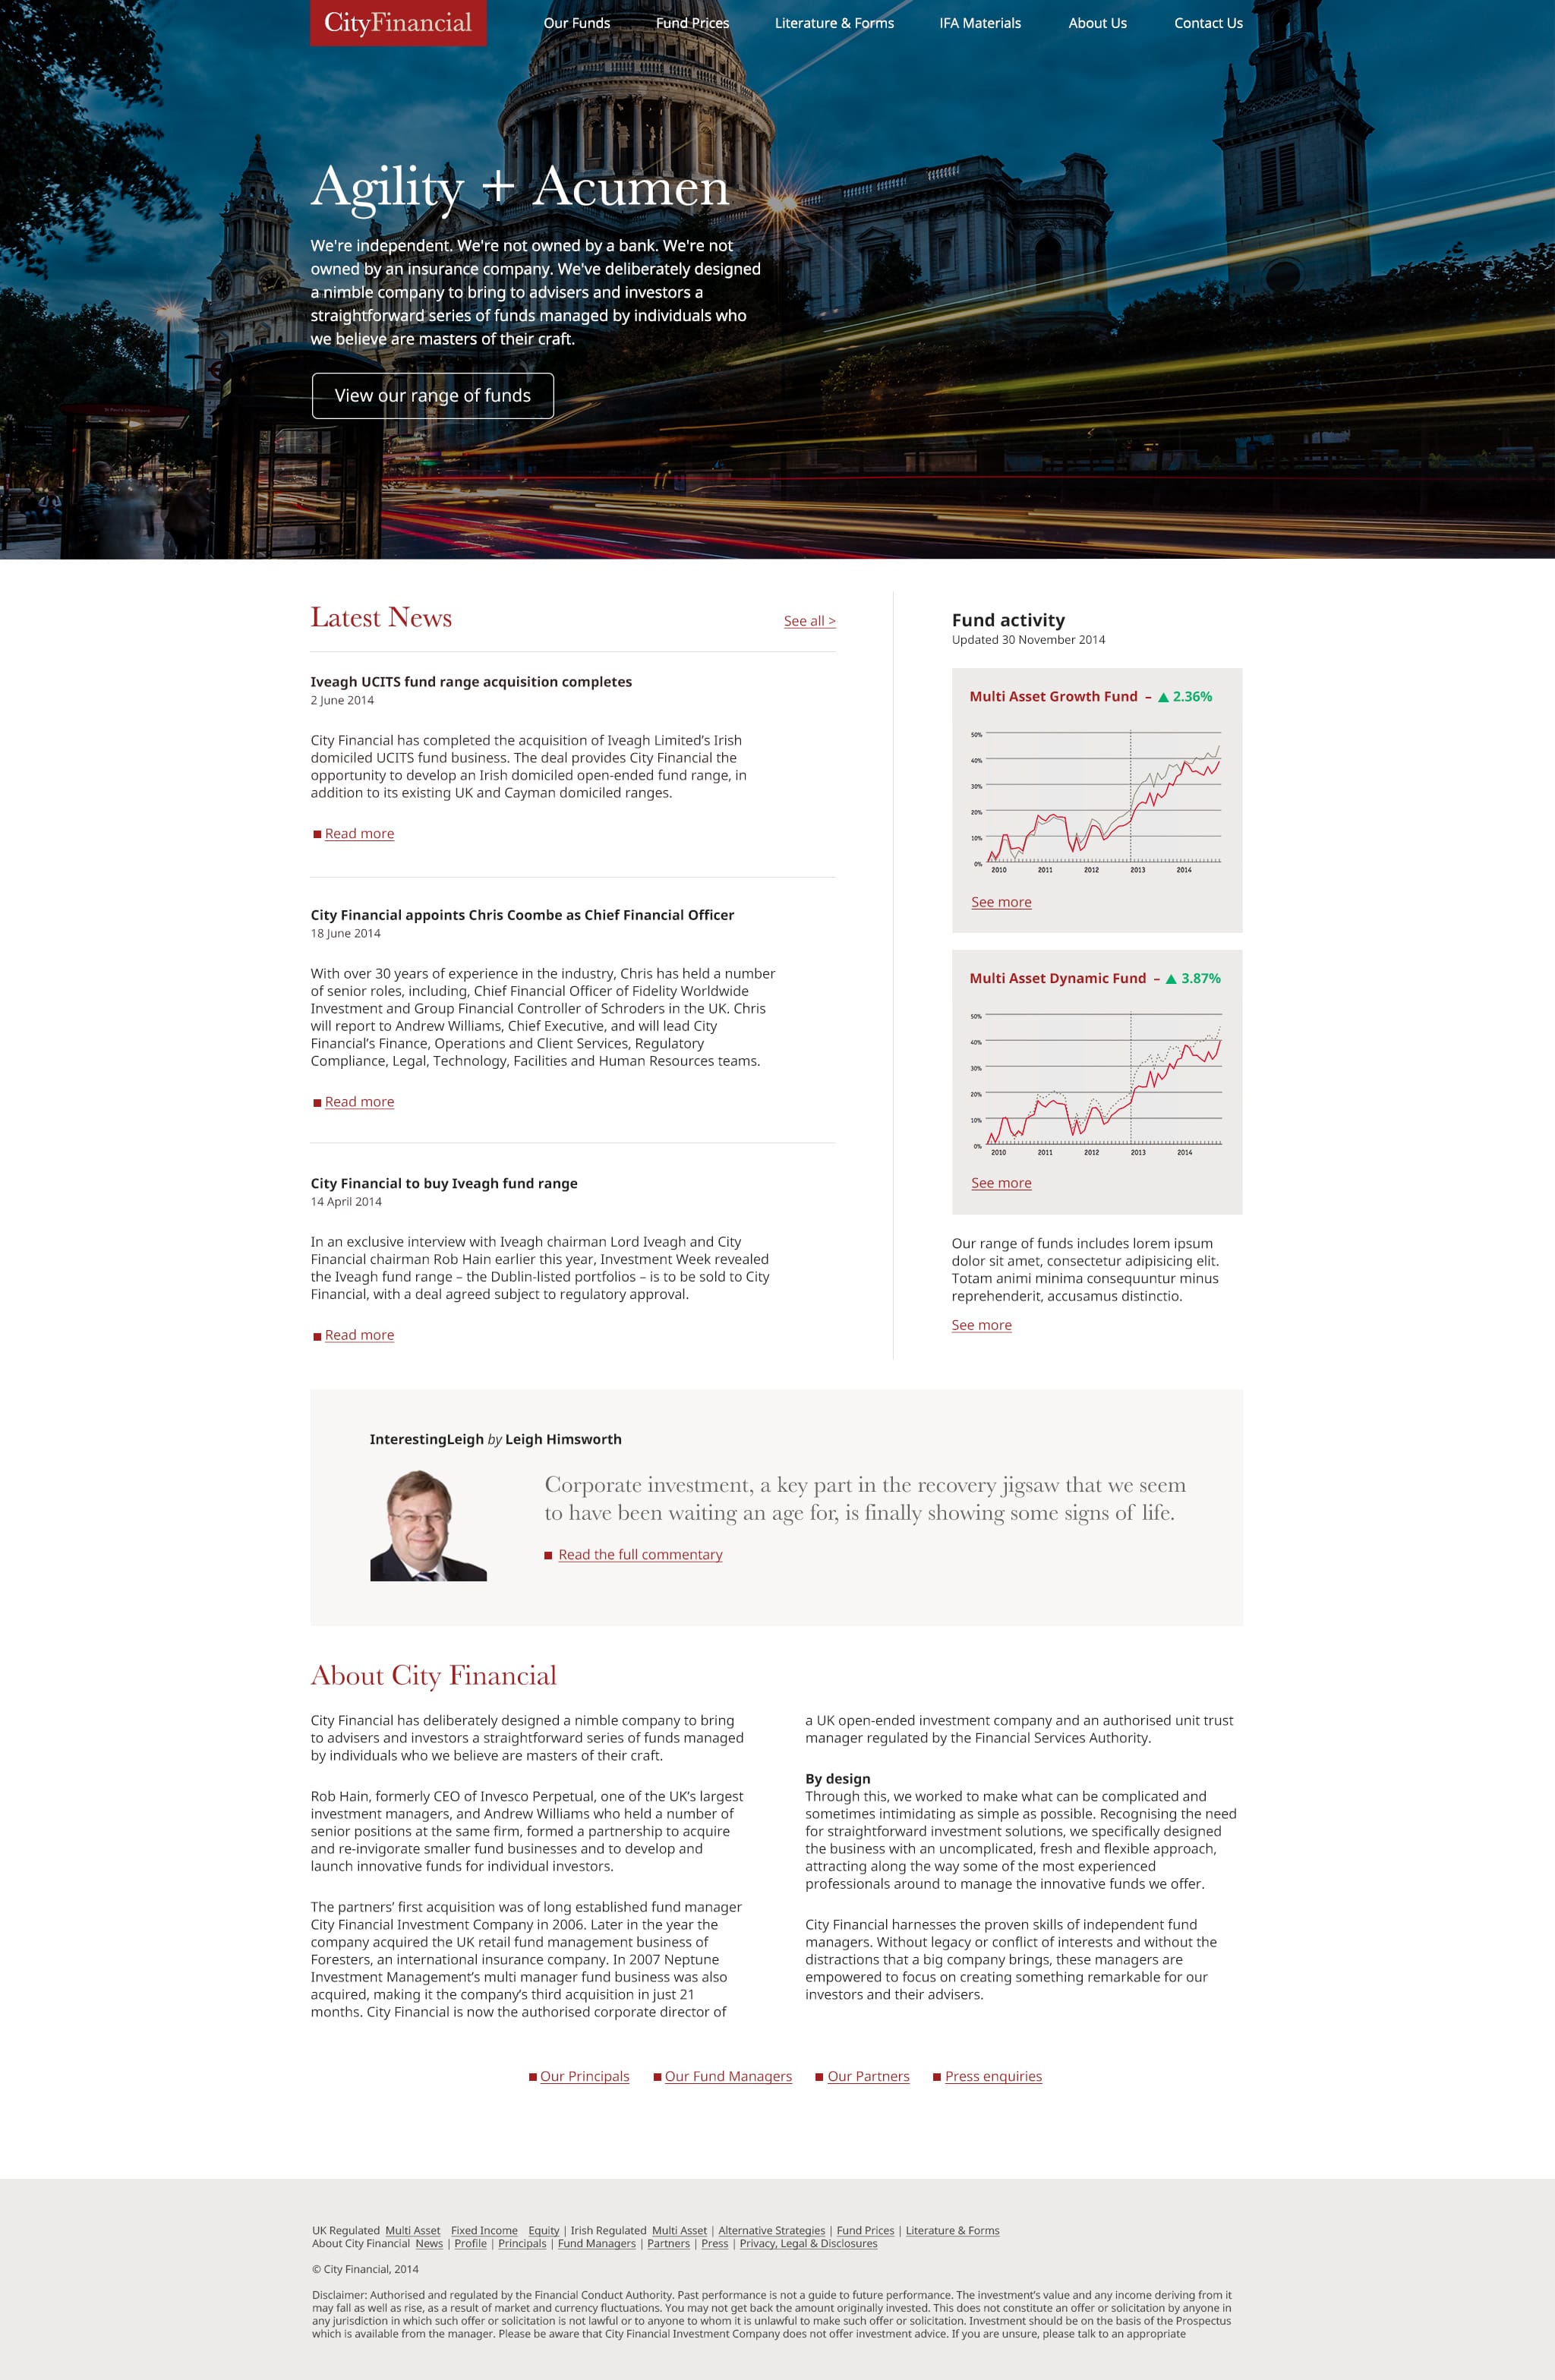 CityFinancial
Our Funds
Fund Prices
Literature & Forms
IFA Materials
About Us
Contact Us
Agility + Acumen
We're independent. We're not owned by a bank. We're not
owned by an insurance company. We've deliberately designed
a nimble company to bring to advisers and investors a
straightforward series of funds managed by individuals who
we believe are masters of their craft.
View our range of funds
Latest News
See all >
Iveagh UCITS fund range acquisition completes
2 June 2014
City Financial has completed the acquisition of Iveagh Limited’s Irish
domiciled UCITS fund business. The deal provides City Financial the
opportunity to develop an Irish domiciled open-ended fund range, in
addition to its existing UK and Cayman domiciled ranges.
Read more
City Financial appoints Chris Coombe as Chief Financial Officer
18 June 2014
With over 30 years of experience in the industry, Chris has held a number
of senior roles, including, Chief Financial Officer of Fidelity Worldwide
Investment and Group Financial Controller of Schroders in the UK. Chris
will report to Andrew Williams, Chief Executive, and will lead City
Financial’s Finance, Operations and Client Services, Regulatory
Compliance, Legal, Technology, Facilities and Human Resources teams.
Read more
City Financial to buy Iveagh fund range
14 April 2014
In an exclusive interview with Iveagh chairman Lord Iveagh and City
Financial chairman Rob Hain earlier this year, Investment Week revealed
the Iveagh fund range – the Dublin-listed portfolios – is to be sold to City
Financial, with a deal agreed subject to regulatory approval.
Read more
Fund activity
Updated 30 November 2014
Multi Asset Growth Fund – ▲ 2.36%
50%
40%
30%
20%
10%
0%
2010 2011 2012 2013 2014
See more
Multi Asset Dynamic Fund – ▲ 3.87%
50%
40%
30%
20%
10%
0%
2010 2011 2012 2013 2014
See more
Our range of funds includes lorem ipsum
dolor sit amet, consectetur adipisicing elit.
Totam animi minima consequuntur minus
reprehenderit, accusamus distinctio.
See more
InterestingLeigh by Leigh Himsworth
Corporate investment, a key part in the recovery jigsaw that we seem
to have been waiting an age for, is finally showing some signs of life.
Read the full commentary
About City Financial
City Financial has deliberately designed a nimble company to bring
to advisers and investors a straightforward series of funds managed
by individuals who we believe are masters of their craft.
Rob Hain, formerly CEO of Invesco Perpetual, one of the UK’s largest
investment managers, and Andrew Williams who held a number of
senior positions at the same firm, formed a partnership to acquire
and re-invigorate smaller fund businesses and to develop and
launch innovative funds for individual investors.
The partners’ first acquisition was of long established fund manager
City Financial Investment Company in 2006. Later in the year the
company acquired the UK retail fund management business of
Foresters, an international insurance company. In 2007 Neptune
Investment Management’s multi manager fund business was also
acquired, making it the company’s third acquisition in just 21
months. City Financial is now the authorised corporate director of
a UK open-ended investment company and an authorised unit trust
manager regulated by the Financial Services Authority.
By design
Through this, we worked to make what can be complicated and
sometimes intimidating as simple as possible. Recognising the need
for straightforward investment solutions, we specifically designed
the business with an uncomplicated, fresh and flexible approach,
attracting along the way some of the most experienced
professionals around to manage the innovative funds we offer.
City Financial harnesses the proven skills of independent fund
managers. Without legacy or conflict of interests and without the
distractions that a big company brings, these managers are
empowered to focus on creating something remarkable for our
investors and their advisers.
Our Principals
Our Fund Managers
Our Partners
Press enquiries
UK Regulated Multi Asset Fixed Income Equity | Irish Regulated Multi Asset | Alternative Strategies | Fund Prices | Literature & Forms
About City Financial News | Profile | Principals | Fund Managers | Partners | Press | Privacy, Legal & Disclosures
© City Financial, 2014
Disclaimer: Authorised and regulated by the Financial Conduct Authority. Past performance is not a guide to future performance. The investment’s value and any income deriving from it
may fall as well as rise, as a result of market and currency fluctuations. You may not get back the amount originally invested. This does not constitute an offer or solicitation by anyone in
any jurisdiction in which such offer or solicitation is not lawful or to anyone to whom it is unlawful to make such offer or solicitation. Investment should be on the basis of the Prospectus
which is available from the manager. Please be aware that City Financial Investment Company does not offer investment advice. If you are unsure, please talk to an appropriate